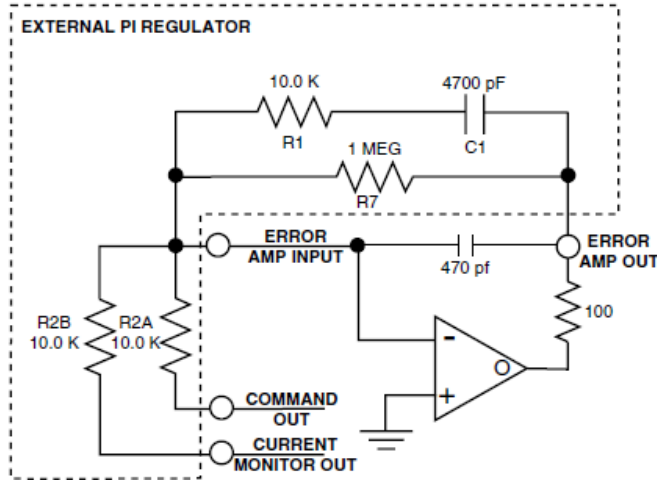 EXTERNAL PI REGULATOR
10.0 K
R1
4700 pF
C1
1 MEG
R7
ERROR
AMP INPUT
470 pf
ERROR
AMP OUT
R2B
10.0 K
R2A
10.0 K
100
-
+
O
COMMAND
OUT
CURRENT
MONITOR OUT